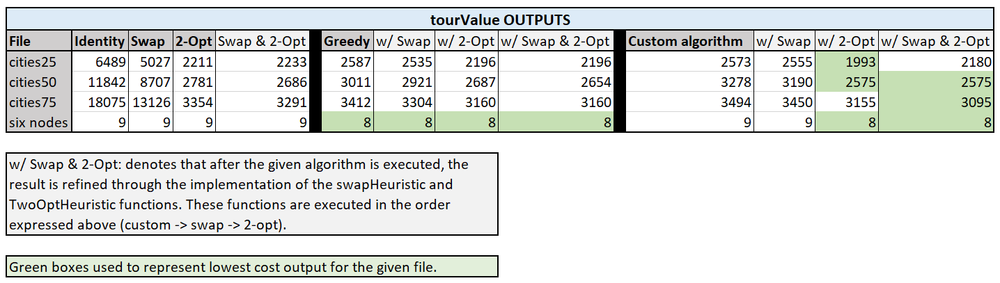 tourValue OUTPUTS
File Identity Swap 2-Opt Swap & 2-Opt Greedy w/ Swap w/ 2-Opt w/ Swap & 2-Opt Custom algorithm w/ Swap w/ 2-Opt w/ Swap & 2-Opt
cities25 6489 5027 2211 2233 2587 2535 2196 2196 2573 2555 1993 2180
cities50 11842 8707 2781 2686 3011 2921 2687 2654 3278 3190 2575 2575
cities75 18075 13126 3354 3291 3412 3304 3160 3160 3494 3450 3155 3095
six nodes 9 9 9 9 8 8 8 8 9 9 8 8
w/ Swap & 2-Opt: denotes that after the given algorithm is executed, the
result is refined through the implementation of the swapHeuristic and
TwoOptHeuristic functions. These functions are executed in the order
expressed above (custom -> swap -> 2-opt).
Green boxes used to represent lowest cost output for the given file.